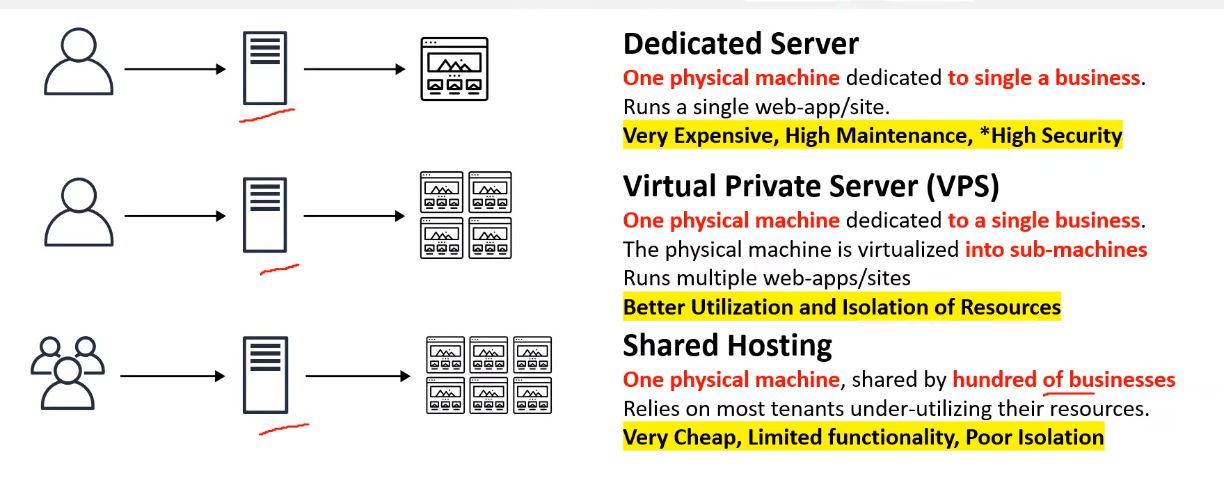 Dedicated Server
One physical machine dedicated to single a business.
Runs a single web-app/site.
Very Expensive, High Maintenance, *High Security
Virtual Private Server (VPS)
One physical machine dedicated to a single business.
The physical machine is virtualized into sub-machines
Runs multiple web-apps/sites
Better Utilization and Isolation of Resources
Shared Hosting
One physical machine, shared by hundred of businesses
Relies on most tenants under-utilizing their resources.
Very Cheap, Limited functionality, Poor Isolation